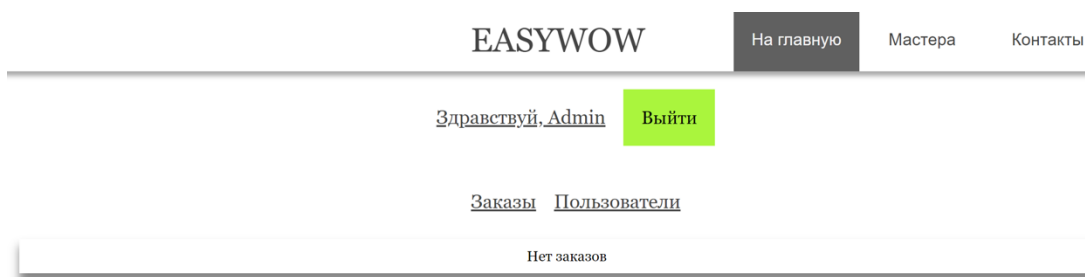 EASYWOW На главную Мастера Контакты
Здравствуй, Admin Выйти
Заказы Пользователи
Нет заказов